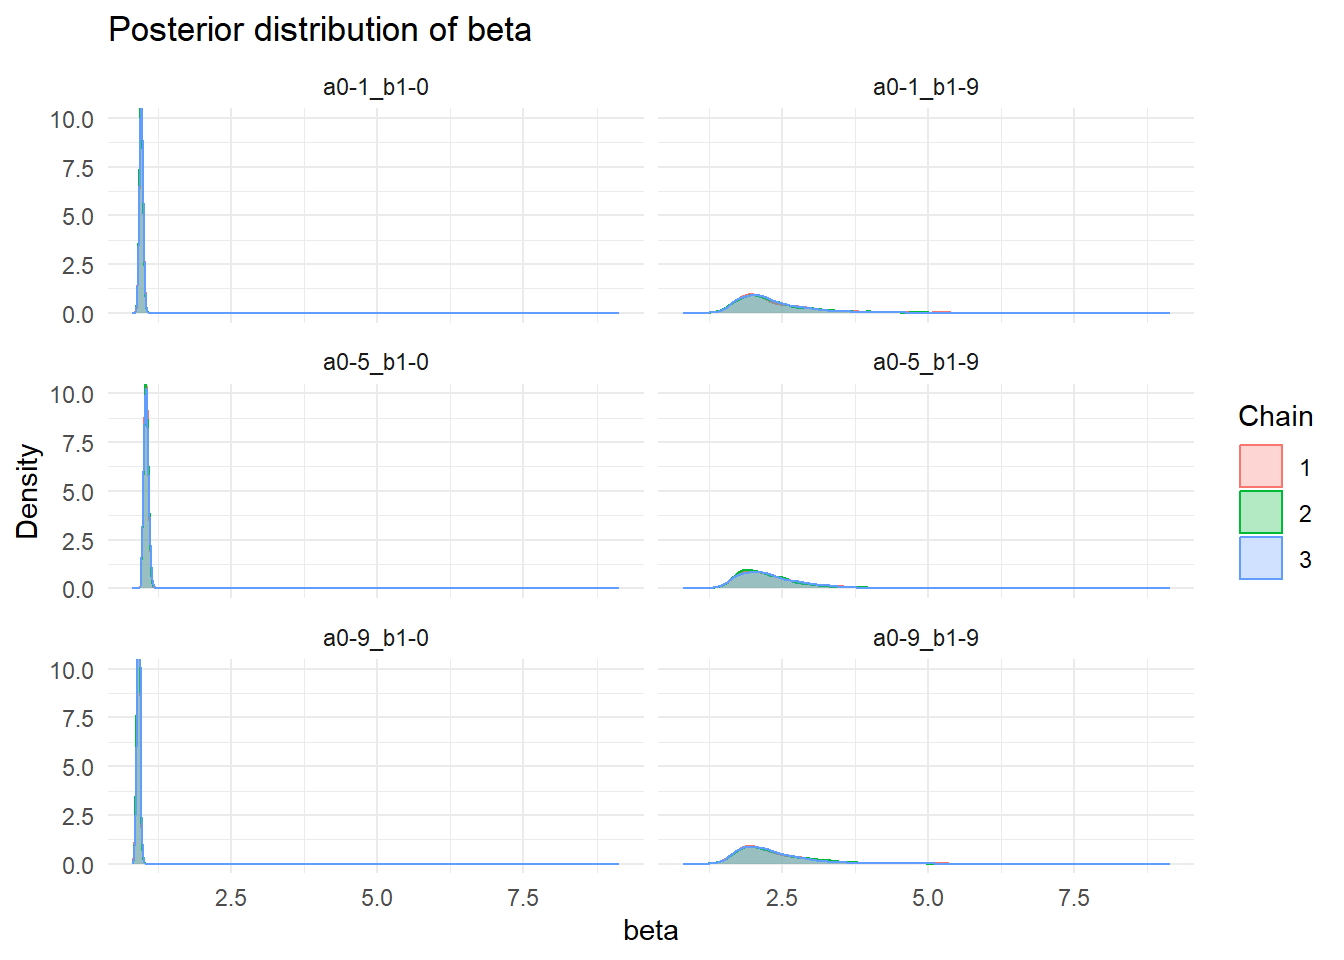 Posterior distribution of beta
a0-1_b1-0
a0-1_b1-9
10.0
7.5
5.0
2.5
0.0
a0-5_b1-0
a0-5_b1-9
10.0
7.5
5.0
2.5
0.0
a0-9_b1-0
a0-9_b1-9
10.0
7.5
5.0
2.5
0.0
2.5 5.0 7.5
2.5 5.0 7.5
beta
Density
Chain
1
2
3